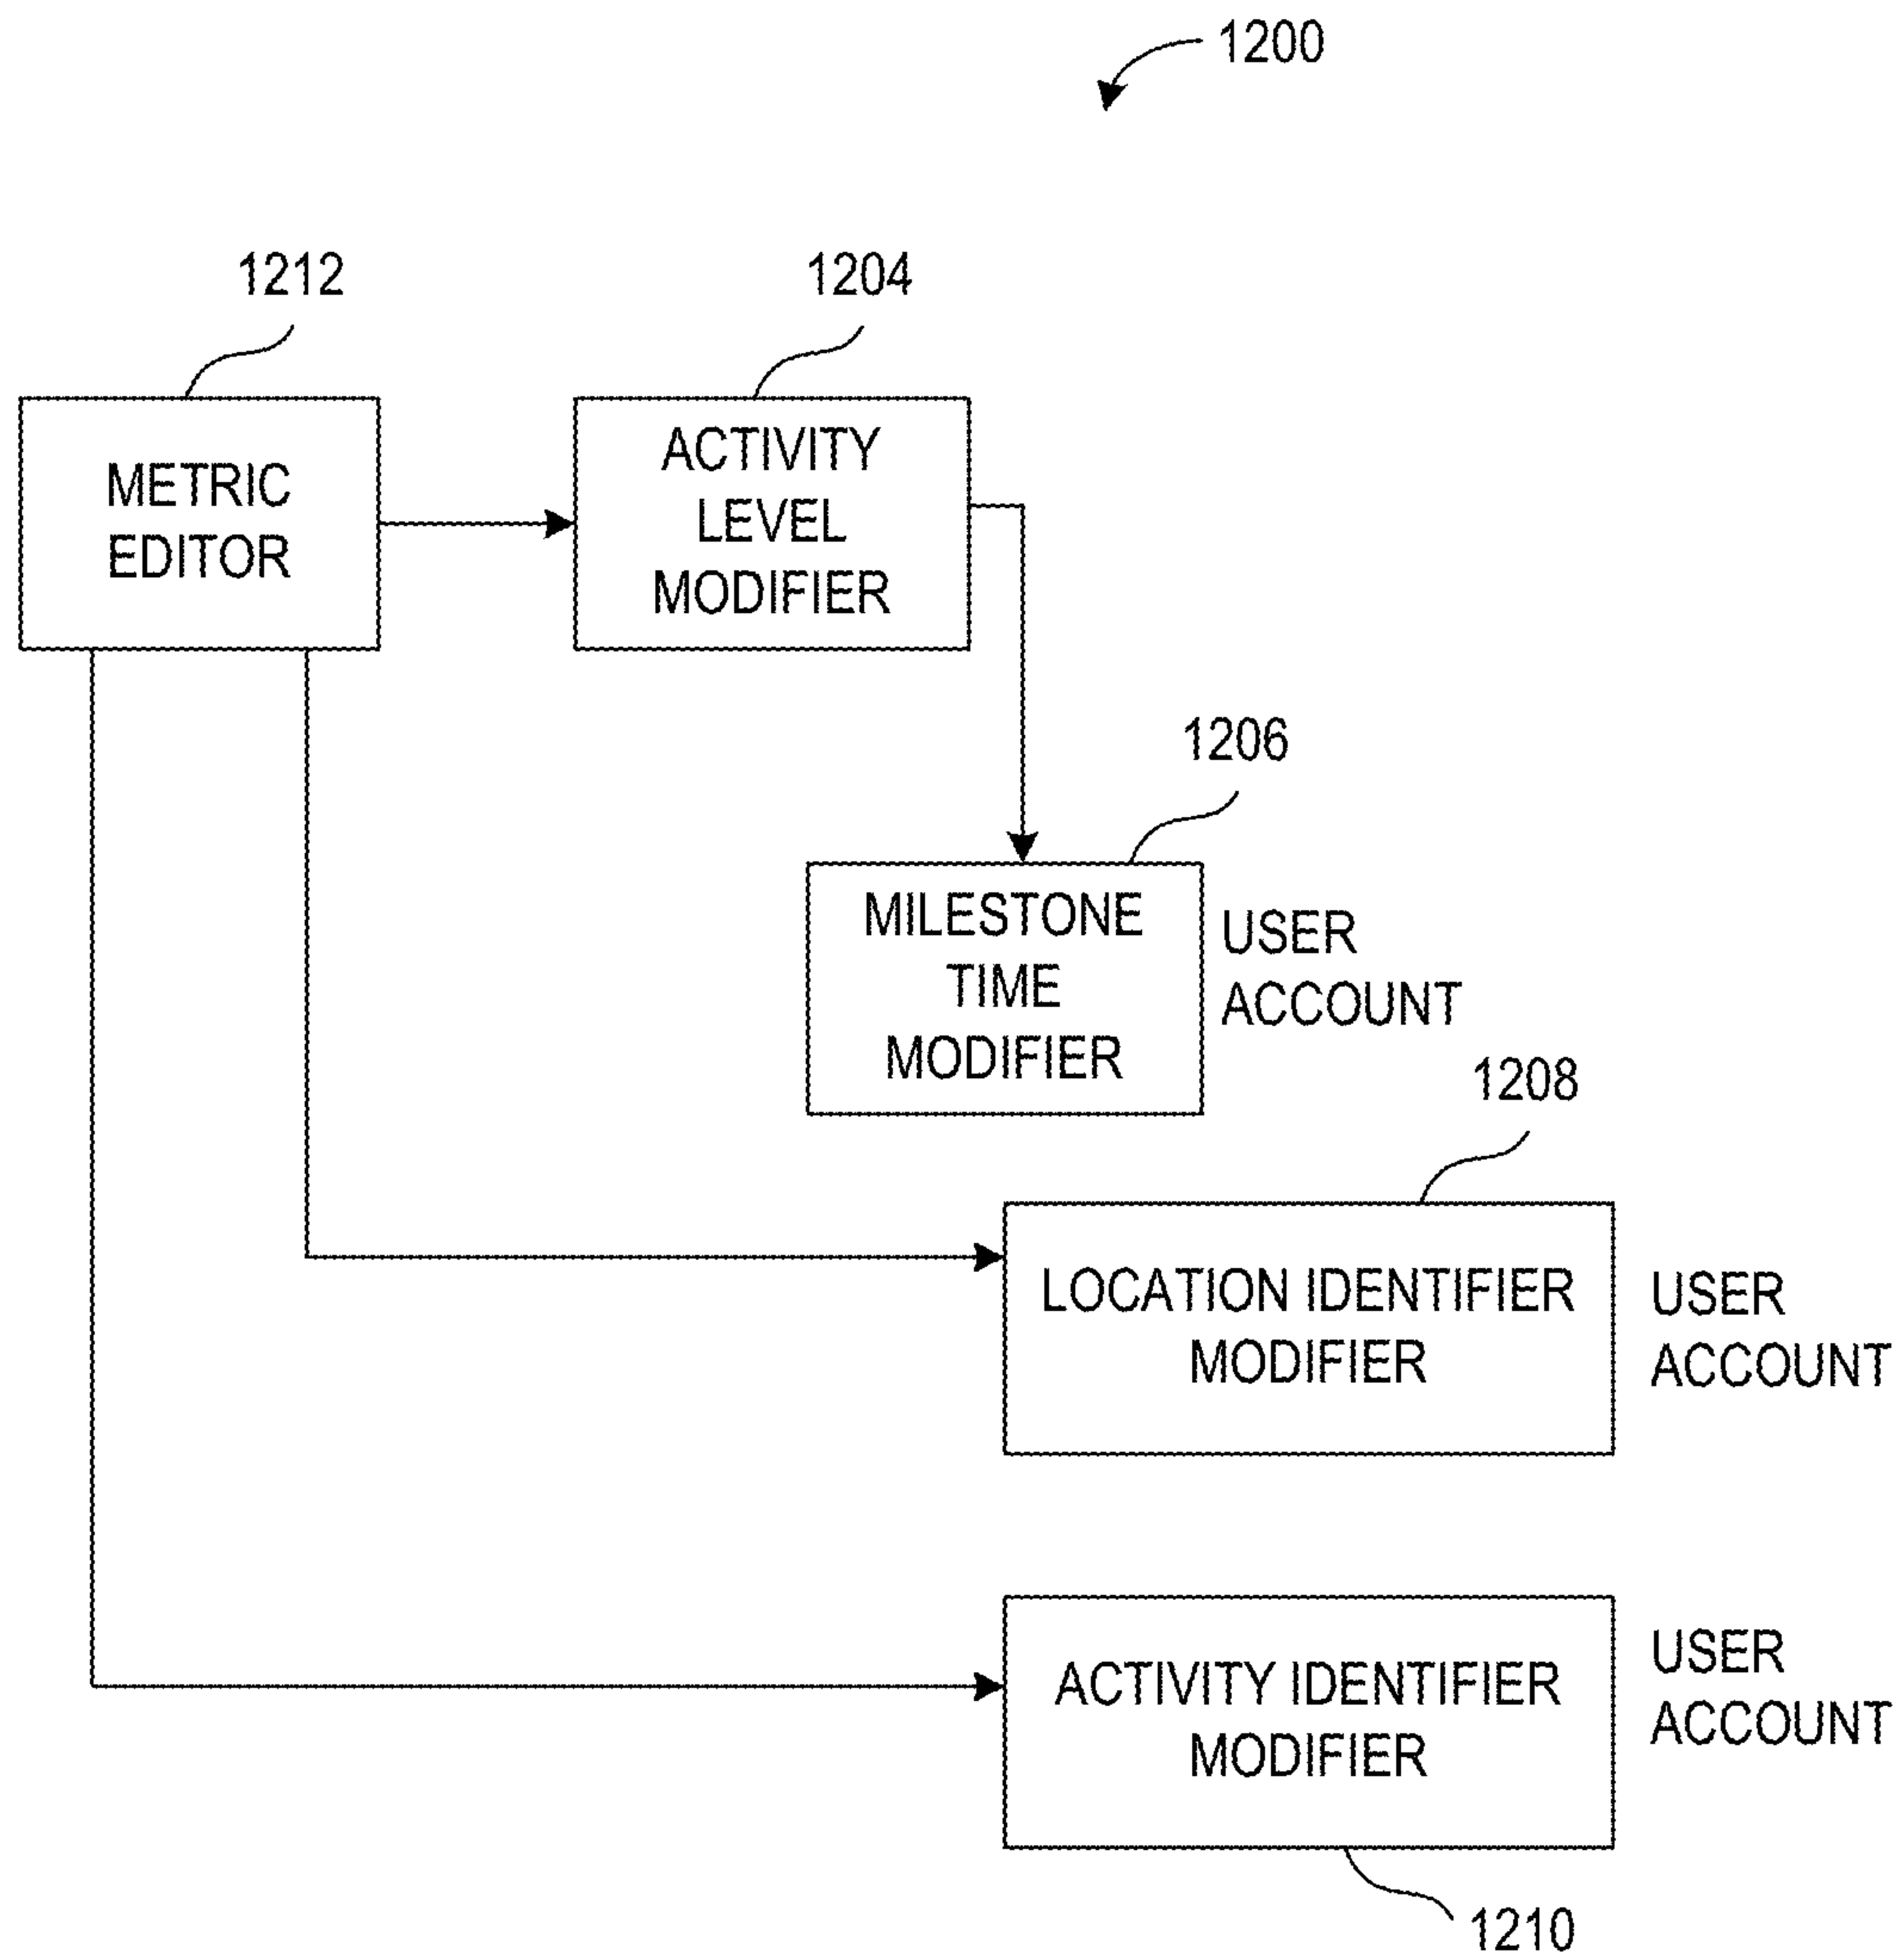 1200
1212
1204
METRIC
EDITOR
ACTIVITY
LEVEL
MODIFIER
1206
MILESTONE
TIME
MODIFIER
USER
ACCOUNT
1208
LOCATION IDENTIFIER
MODIFIER
USER
ACCOUNT
ACTIVITY IDENTIFIER
MODIFIER
USER
ACCOUNT
1210